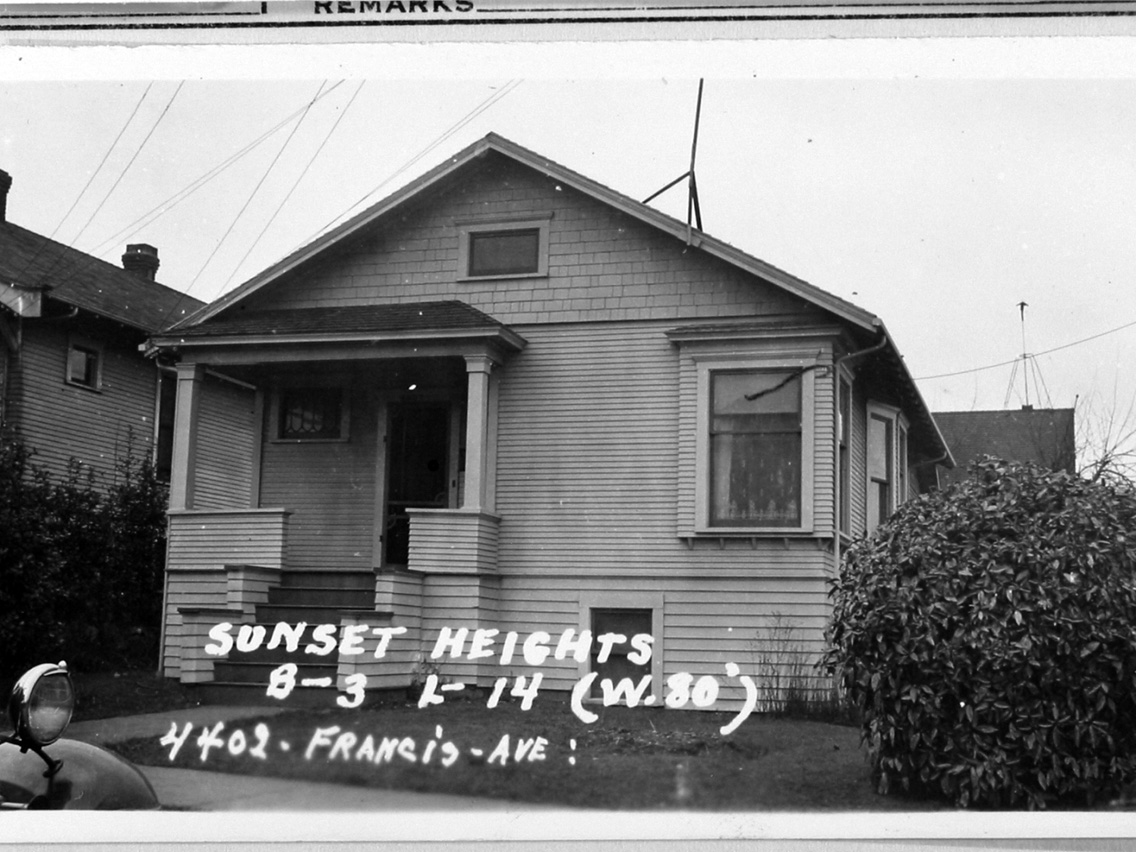 REMARKS
SUNSET HEIGHTS
B-3 L-14 (W. 80')
4402 - FRANCIS - AVE: